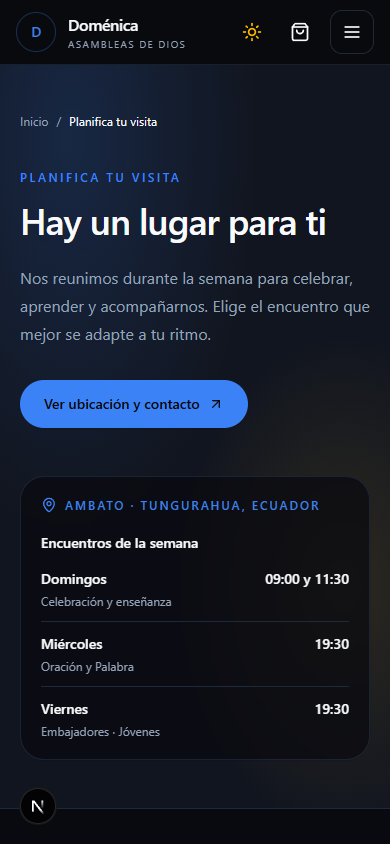 D
Doménica
ASAMBLEAS DE DIOS
Inicio / Planifica tu visita
PLANIFICA TU VISITA
Hay un lugar para ti
Nos reunimos durante la semana para celebrar,
aprender y acompañarnos. Elige el encuentro que
mejor se adapte a tu ritmo.
Ver ubicación y contacto
AMBATO · TUNGURAHUA, ECUADOR
Encuentros de la semana
Domingos 09:00 y 11:30
Celebración y enseñanza
Miércoles 19:30
Oración y Palabra
Viernes 19:30
Embajadores · Jóvenes
N